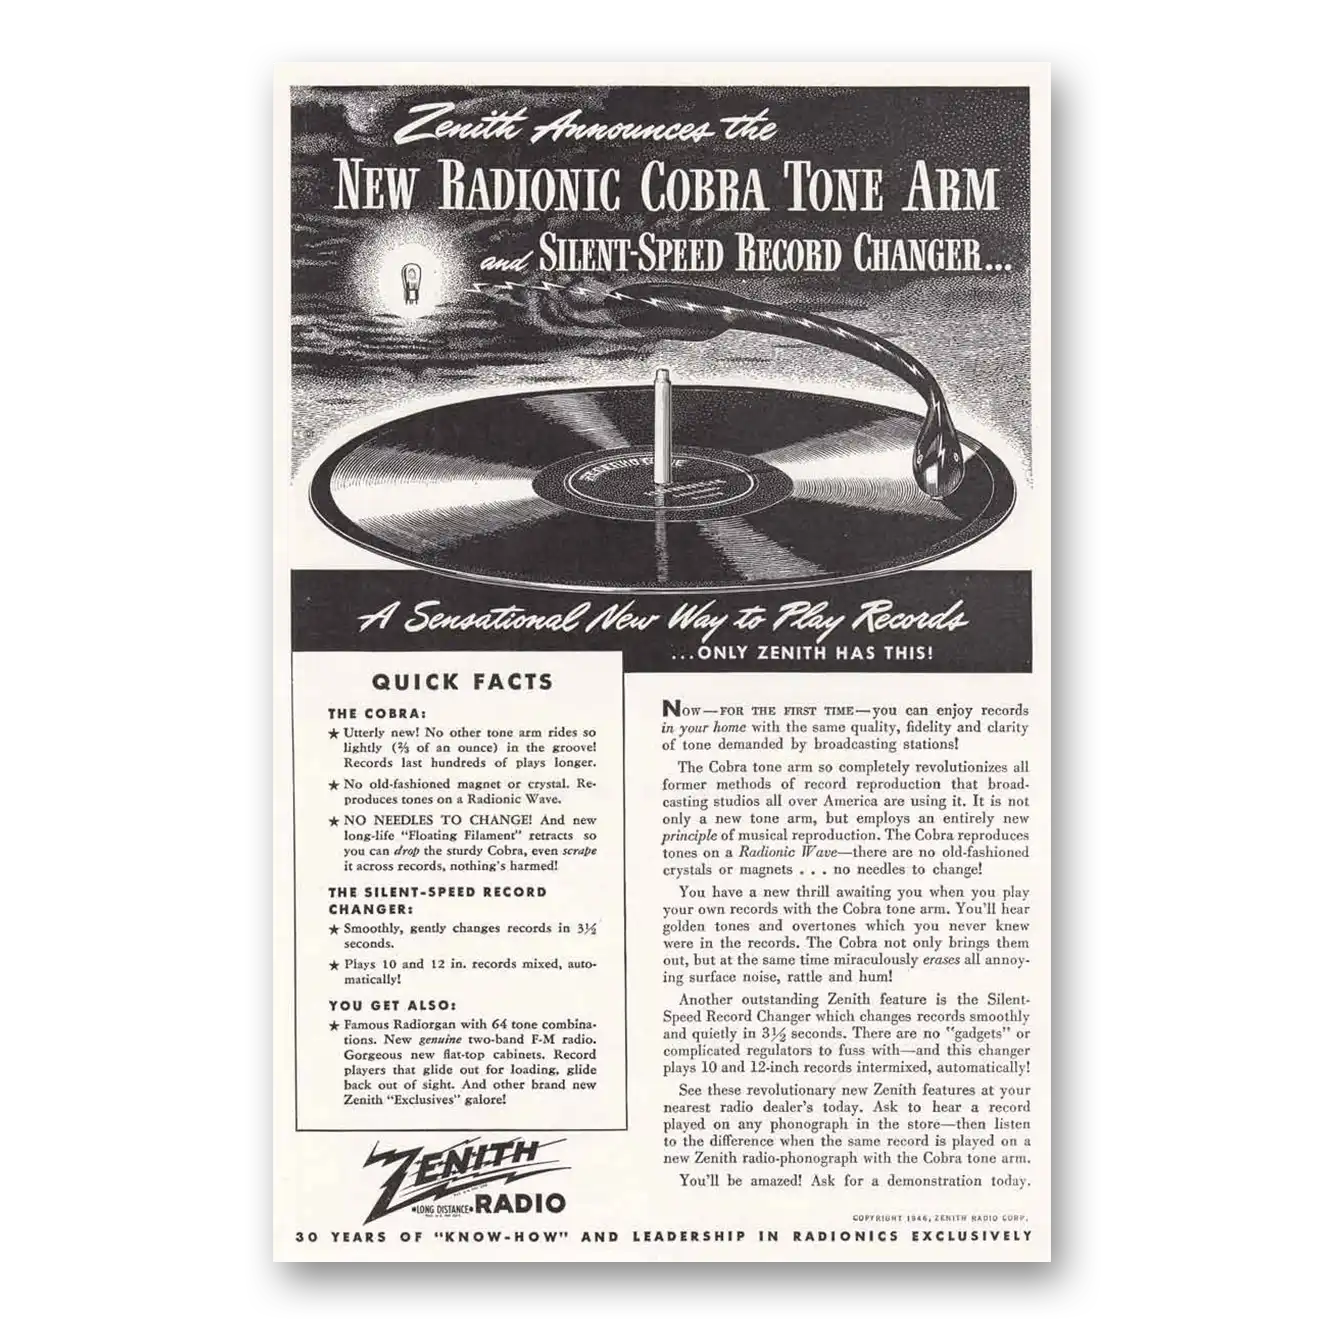 Zenith Announces the
NEW RADIONIC COBRA TONE ARM
and SILENT-SPEED RECORD CHANGER...
A Sensational New Way to Play Records
...ONLY ZENITH HAS THIS!
QUICK FACTS
THE COBRA:
★ Utterly new! No other tone arm rides so
lightly (⅔ of an ounce) in the groove!
Records last hundreds of plays longer.
★ No old-fashioned magnet or crystal. Re-
produces tones on a Radionic Wave.
★ NO NEEDLES TO CHANGE! And new
long-life "Floating Filament" retracts so
you can drop the sturdy Cobra, even scrape
it across records, nothing's harmed!
THE SILENT-SPEED RECORD
CHANGER:
★ Smoothly, gently changes records in 3½
seconds.
★ Plays 10 and 12 in. records mixed, auto-
matically!
YOU GET ALSO:
★ Famous Radiorgan with 64 tone combina-
tions. New genuine two-band F-M radio.
Gorgeous new flat-top cabinets. Record
players that glide out for loading, glide
back out of sight. And other brand new
Zenith "Exclusives" galore!
NOW—FOR THE FIRST TIME—you can enjoy records
in your home with the same quality, fidelity and clarity
of tone demanded by broadcasting stations!
The Cobra tone arm so completely revolutionizes all
former methods of record reproduction that broad-
casting studios all over America are using it. It is not
only a new tone arm, but employs an entirely new
principle of musical reproduction. The Cobra reproduces
tones on a Radionic Wave—there are no old-fashioned
crystals or magnets . . . no needles to change!
You have a new thrill awaiting you when you play
your own records with the Cobra tone arm. You'll hear
golden tones and overtones which you never knew
were in the records. The Cobra not only brings them
out, but at the same time miraculously erases all annoy-
ing surface noise, rattle and hum!
Another outstanding Zenith feature is the Silent-
Speed Record Changer which changes records smoothly
and quietly in 3½ seconds. There are no "gadgets" or
complicated regulators to fuss with—and this changer
plays 10 and 12-inch records intermixed, automatically!
See these revolutionary new Zenith features at your
nearest radio dealer's today. Ask to hear a record
played on any phonograph in the store—then listen
to the difference when the same record is played on a
new Zenith radio-phonograph with the Cobra tone arm.
You'll be amazed! Ask for a demonstration today.
ZENITH
•LONG DISTANCE• RADIO
COPYRIGHT 1946, ZENITH RADIO CORP.
30 YEARS OF "KNOW-HOW" AND LEADERSHIP IN RADIONICS EXCLUSIVELY